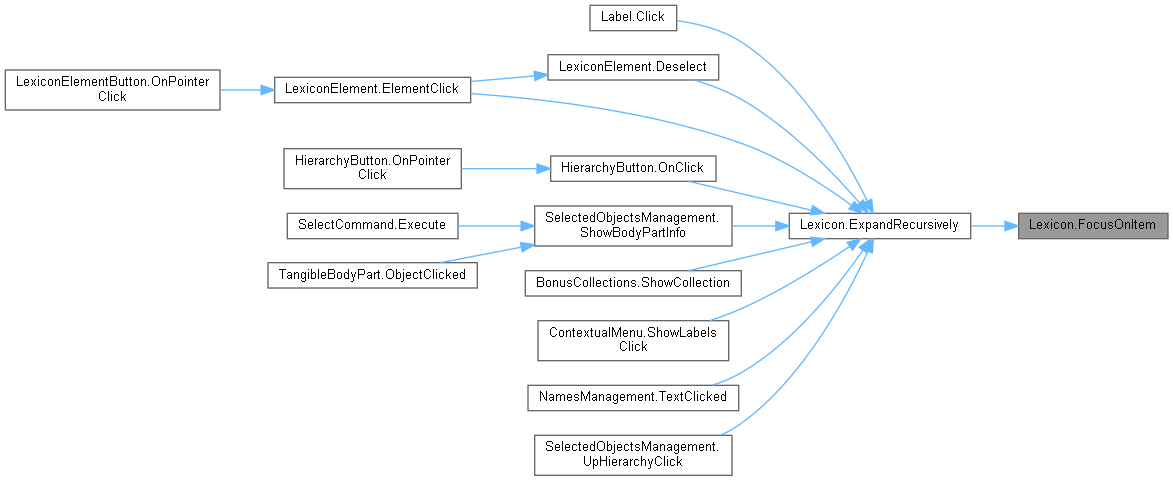 Label.Click
LexiconElement.Deselect
LexiconElementButton.OnPointer
Click
LexiconElement.ElementClick
HierarchyButton.OnPointer
Click
HierarchyButton.OnClick
SelectCommand.Execute
SelectedObjectsManagement.
ShowBodyPartInfo
Lexicon.ExpandRecursively
Lexicon.FocusOnItem
TangibleBodyPart.ObjectClicked
BonusCollections.ShowCollection
ContextualMenu.ShowLabels
Click
NamesManagement.TextClicked
SelectedObjectsManagement.
UpHierarchyClick